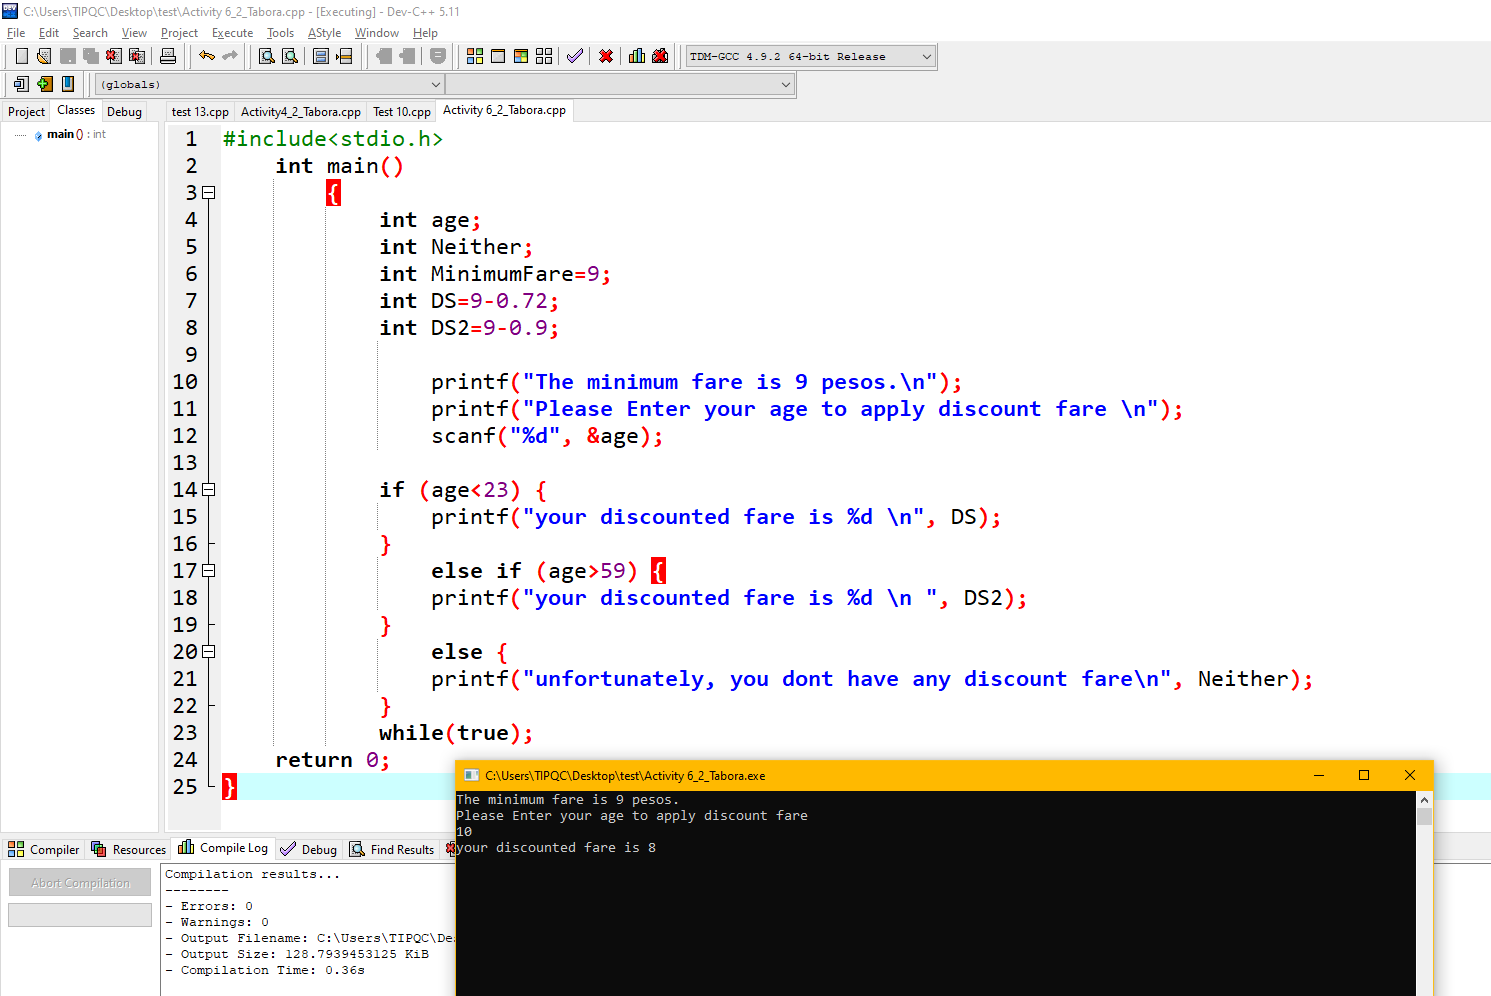 C:\Users\TIPQC\Desktop\test\Activity 6_2_Tabora.cpp - [Executing] - Dev-C++ 5.11
File Edit Search View Project Execute Tools AStyle Window Help
TDM-GCC 4.9.2 64-bit Release
(globals)
Project Classes Debug test 13.cpp Activity4_2_Tabora.cpp Test 10.cpp Activity 6_2_Tabora.cpp
main () : int
1 #include<stdio.h>
2 int main()
3 {
4 int age;
5 int Neither;
6 int MinimumFare=9;
7 int DS=9-0.72;
8 int DS2=9-0.9;
9
10 printf("The minimum fare is 9 pesos.\n");
11 printf("Please Enter your age to apply discount fare \n");
12 scanf("%d", &age);
13
14 if (age<23) {
15 printf("your discounted fare is %d \n", DS);
16 }
17 else if (age>59) {
18 printf("your discounted fare is %d \n ", DS2);
19 }
20 else {
21 printf("unfortunately, you dont have any discount fare\n", Neither);
22 }
23 while(true);
24 return 0;
25 }
C:\Users\TIPQC\Desktop\test\Activity 6_2_Tabora.exe
The minimum fare is 9 pesos.
Please Enter your age to apply discount fare
10
your discounted fare is 8
Compiler Resources Compile Log Debug Find Results
Abort Compilation
Compilation results...
--------
- Errors: 0
- Warnings: 0
- Output Filename: C:\Users\TIPQC\De
- Output Size: 128.7939453125 KiB
- Compilation Time: 0.36s